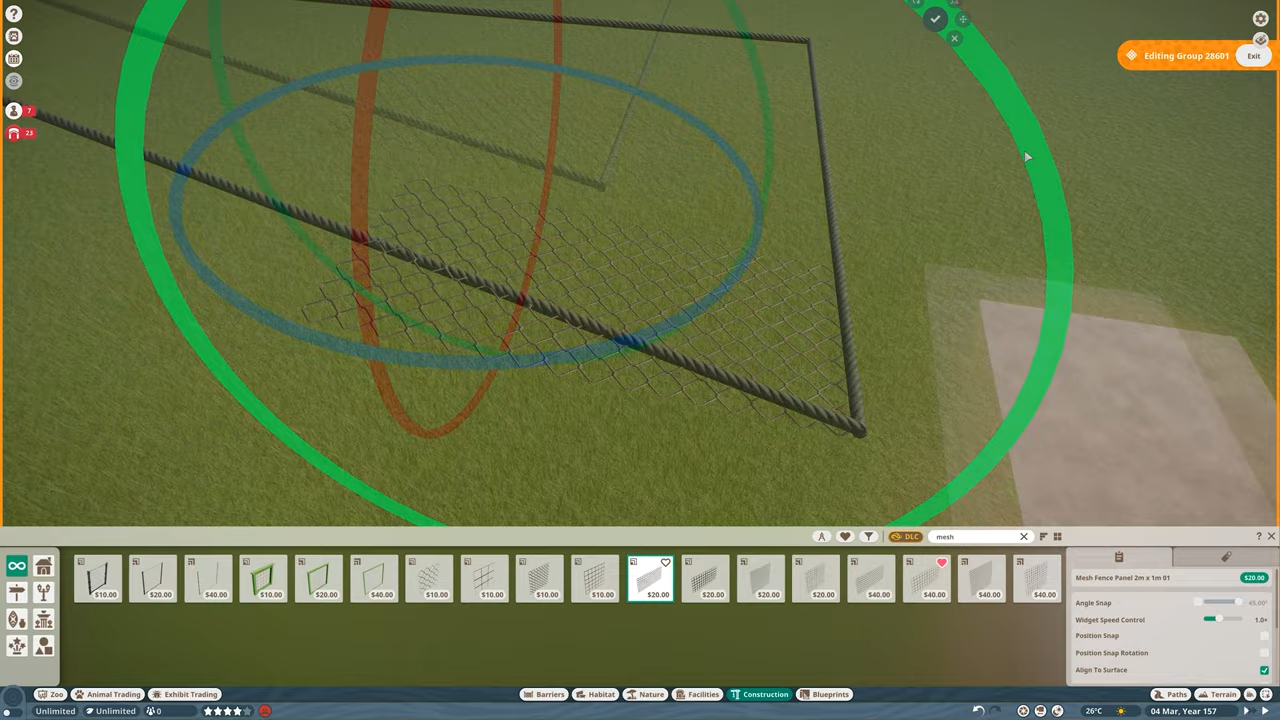 ?
Editing Group 28601
Exit
7
23
DLC
mesh
?
$10.00
$20.00
$40.00
$10.00
$20.00
$40.00
$10.00
$10.00
$10.00
$10.00
$20.00
$20.00
$20.00
$20.00
$40.00
$40.00
$40.00
$40.00
Mesh Fence Panel 2m x 1m 01
$20.00
Angle Snap
45.00°
Widget Speed Control
1.0×
Position Snap
Position Snap Rotation
Align To Surface
Zoo
Animal Trading
Exhibit Trading
Barriers
Habitat
Nature
Facilities
Construction
Blueprints
Paths
Terrain
Unlimited
Unlimited
0
26°C
04 Mar, Year 157